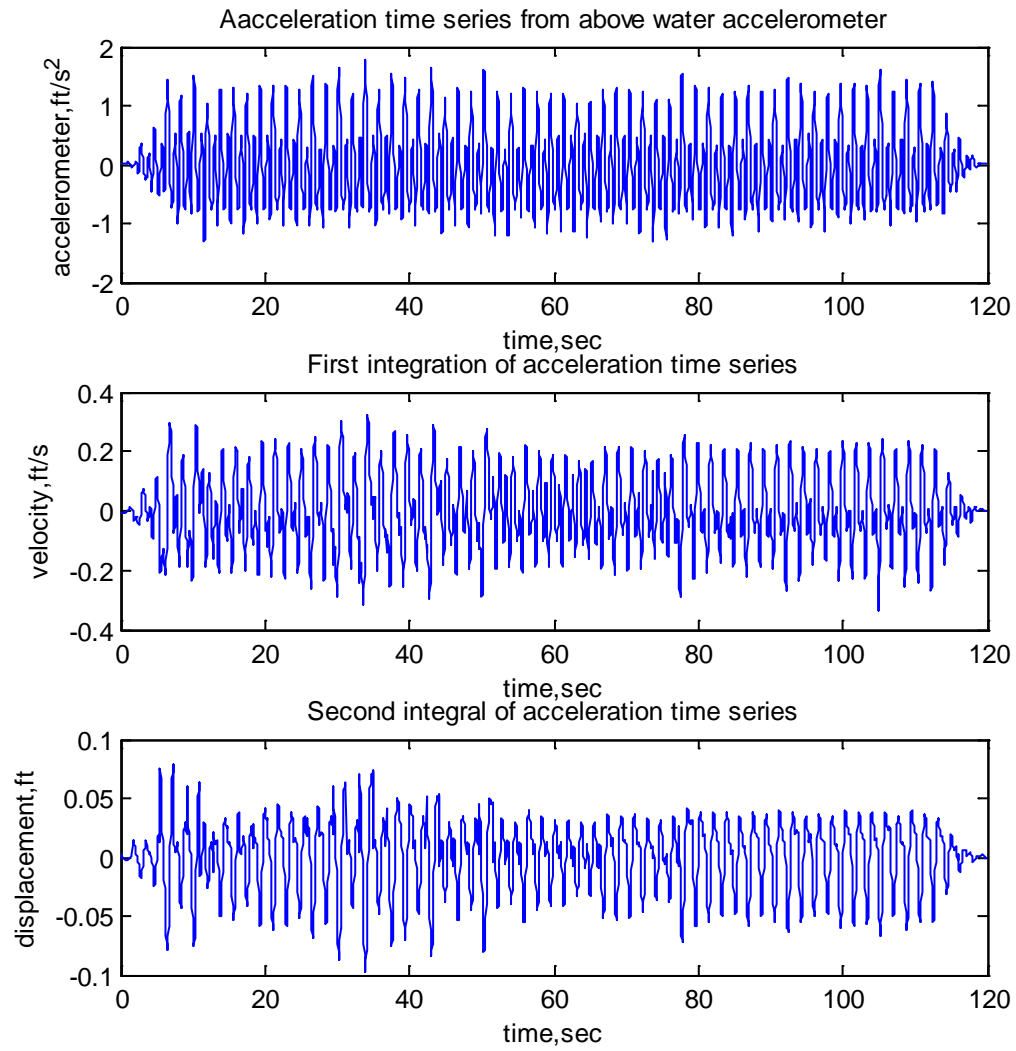 Aacceleration time series from above water accelerometer
accelerometer,ft/s²
2
1
0
-1
-2
0 20 40 60 80 100 120
time,sec
First integration of acceleration time series
velocity,ft/s
0.4
0.2
0
-0.2
-0.4
0 20 40 60 80 100 120
time,sec
Second integral of acceleration time series
displacement,ft
0.1
0.05
0
-0.05
-0.1
0 20 40 60 80 100 120
time,sec